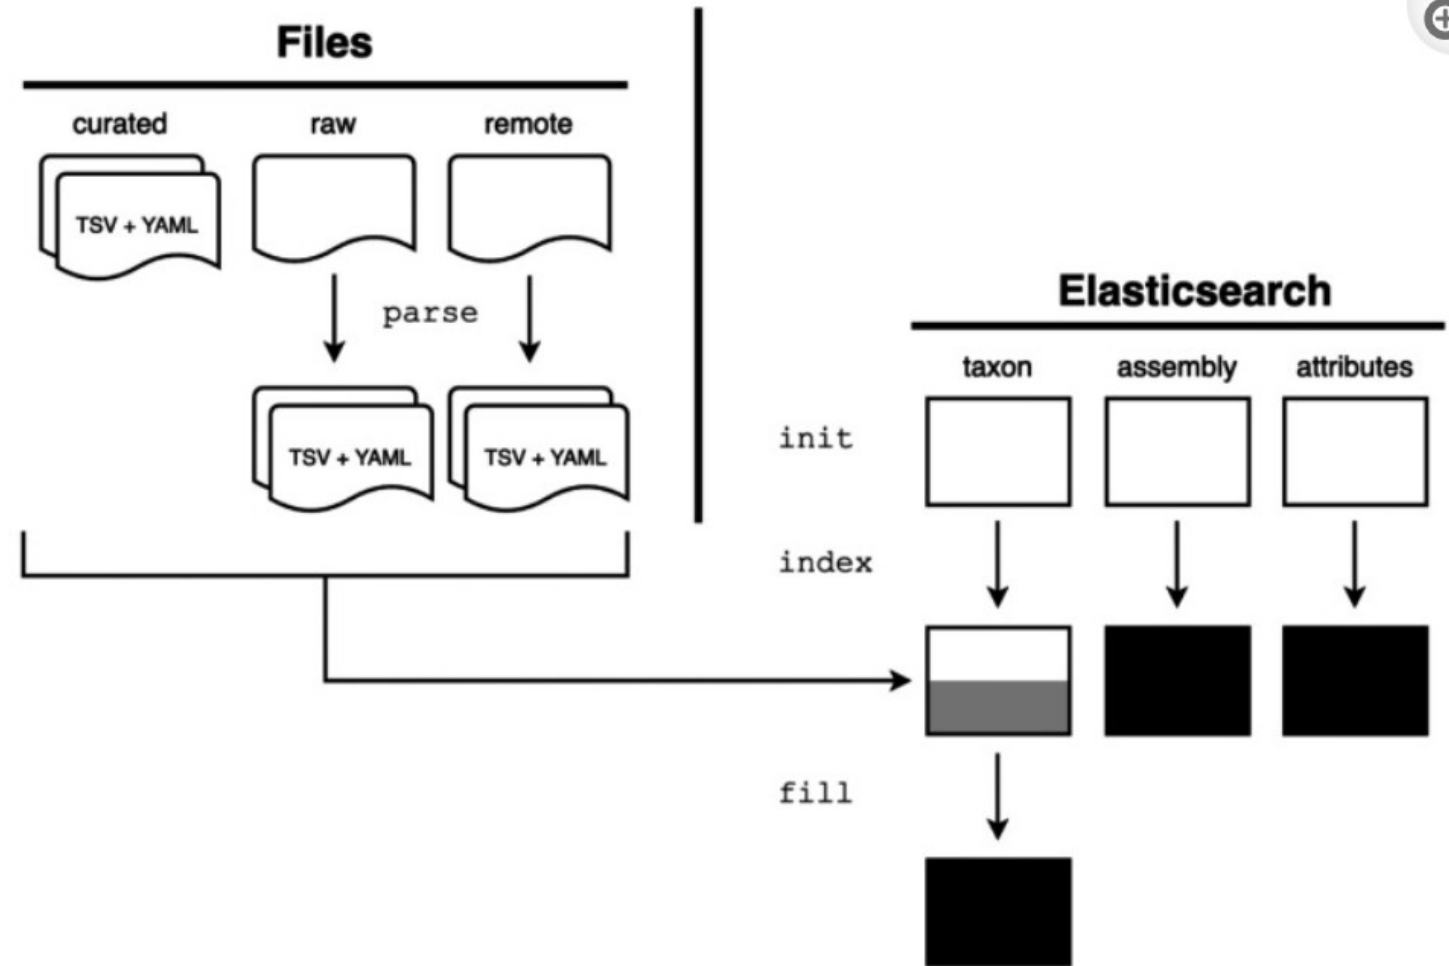 Files
curated raw remote
TSV + YAML
parse
TSV + YAML TSV + YAML
Elasticsearch
taxon assembly attributes
init
index
fill